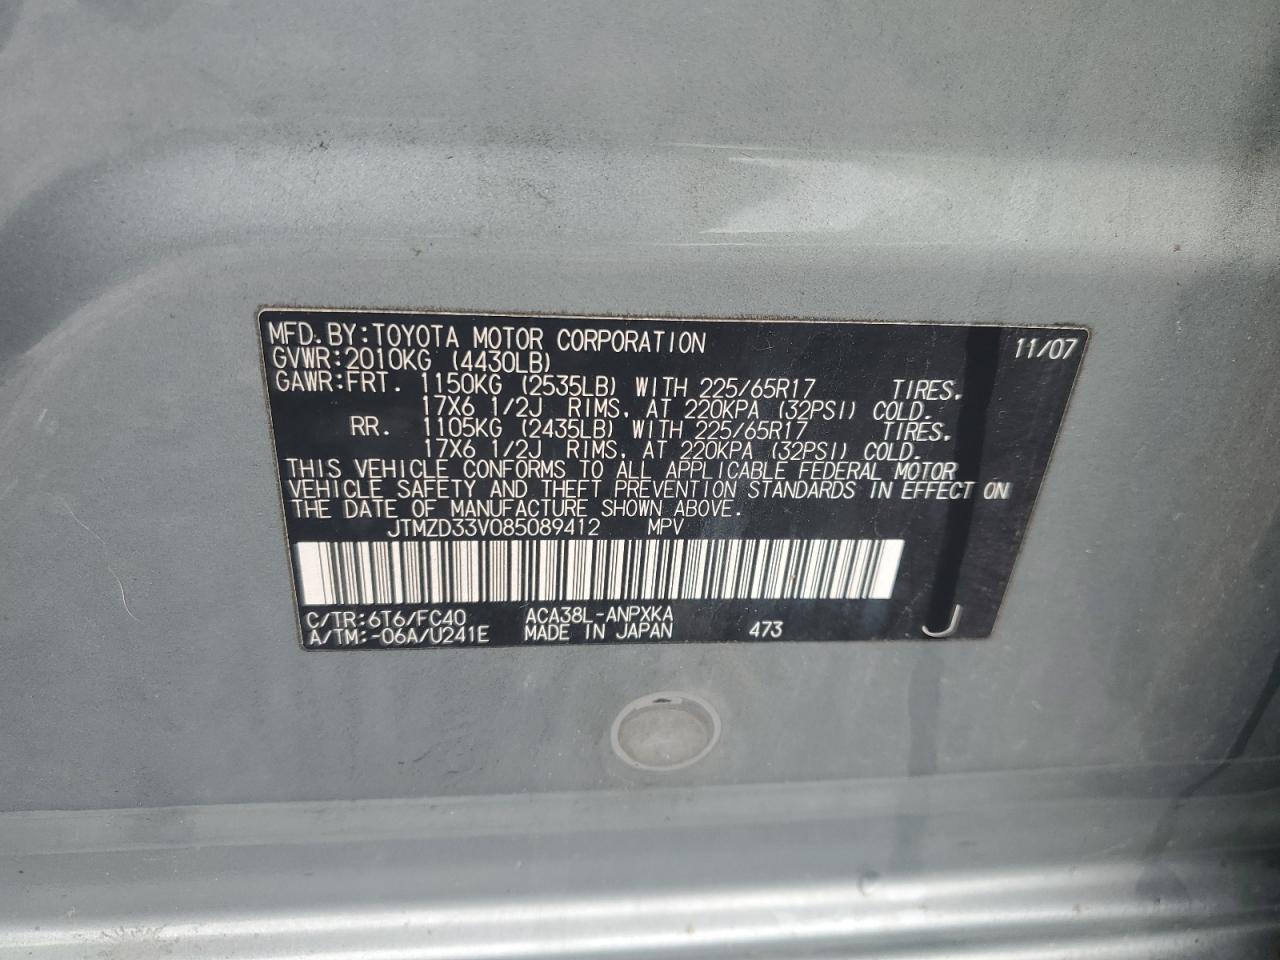 MFD. BY: TOYOTA MOTOR CORPORATION 11/07
GVWR: 2010KG (4430LB)
GAWR: FRT. 1150KG (2535LB) WITH 225/65R17 TIRES.
17X6 1/2J RIMS. AT 220KPA (32PSI) COLD.
RR. 1105KG (2435LB) WITH 225/65R17 TIRES.
17X6 1/2J RIMS. AT 220KPA (32PSI) COLD.
THIS VEHICLE CONFORMS TO ALL APPLICABLE FEDERAL MOTOR
VEHICLE SAFETY AND THEFT PREVENTION STANDARDS IN EFFECT ON
THE DATE OF MANUFACTURE SHOWN ABOVE.
JTMZD33V085089412 MPV
C/TR: 6T6/FC40 ACA38L-ANPXKA
A/TM: -06A/U241E MADE IN JAPAN 473 J